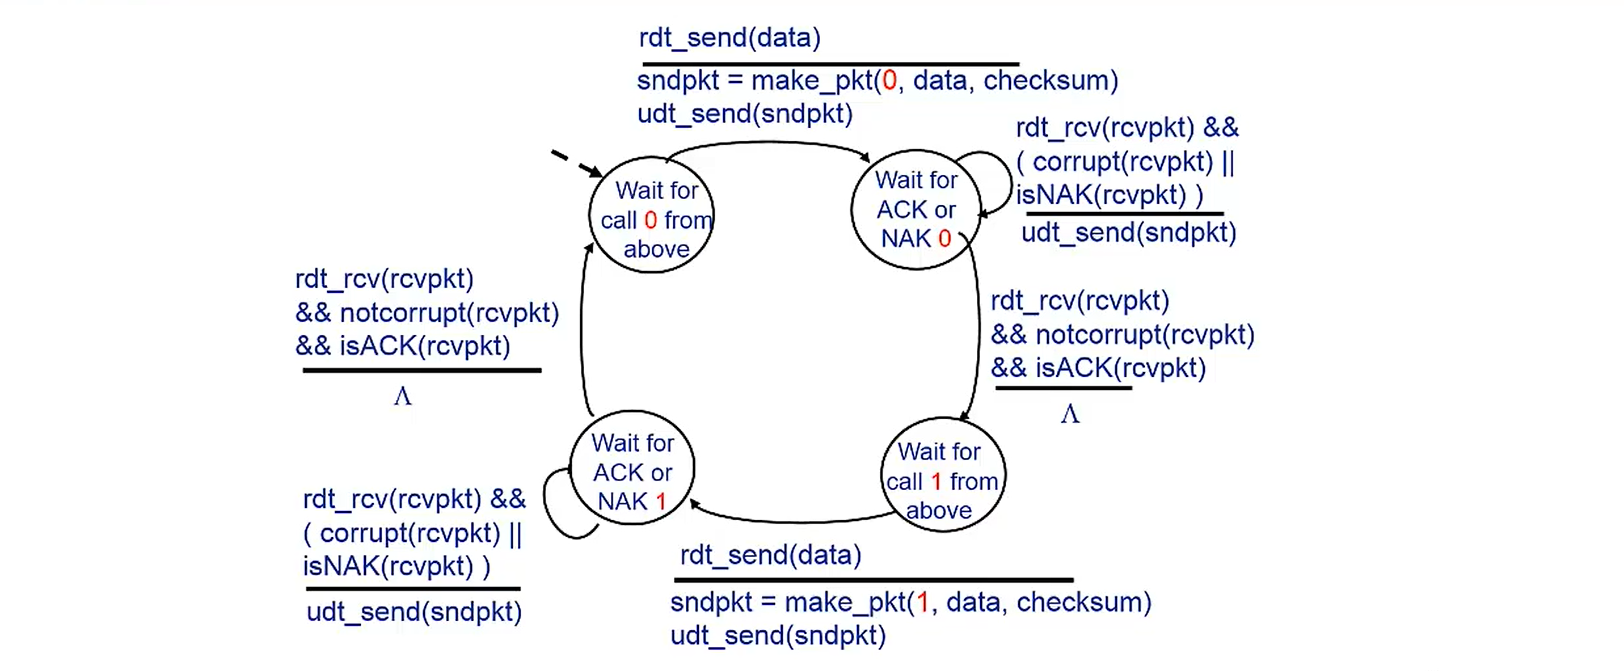 rdt_send(data)
sndpkt = make_pkt(0, data, checksum)
udt_send(sndpkt)
Wait for
call 0 from
above
Wait for
ACK or
NAK 0
rdt_rcv(rcvpkt) &&
( corrupt(rcvpkt) ||
isNAK(rcvpkt) )
udt_send(sndpkt)
rdt_rcv(rcvpkt)
&& notcorrupt(rcvpkt)
&& isACK(rcvpkt)
Λ
rdt_rcv(rcvpkt)
&& notcorrupt(rcvpkt)
&& isACK(rcvpkt)
Λ
Wait for
ACK or
NAK 1
Wait for
call 1 from
above
rdt_rcv(rcvpkt) &&
( corrupt(rcvpkt) ||
isNAK(rcvpkt) )
udt_send(sndpkt)
rdt_send(data)
sndpkt = make_pkt(1, data, checksum)
udt_send(sndpkt)